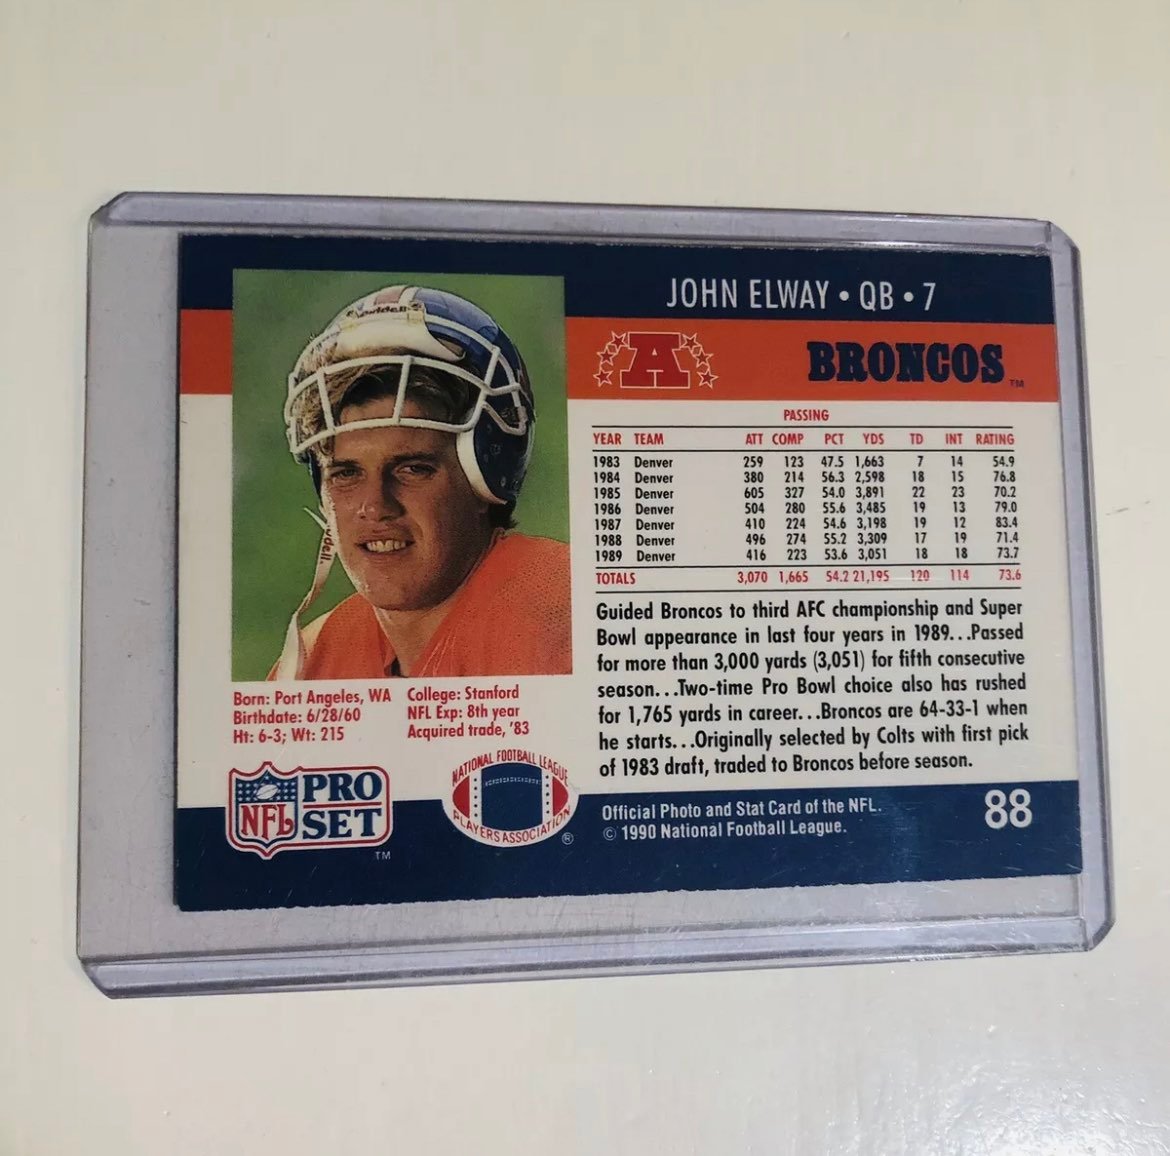 JOHN ELWAY • QB • 7
A
BRONCOS TM
PASSING
YEAR TEAM ATT COMP PCT YDS TD INT RATING
1983 Denver 259 123 47.5 1,663 7 14 54.9
1984 Denver 380 214 56.3 2,598 18 15 76.8
1985 Denver 605 327 54.0 3,891 22 23 70.2
1986 Denver 504 280 55.6 3,485 19 13 79.0
1987 Denver 410 224 54.6 3,198 19 12 83.4
1988 Denver 496 274 55.2 3,309 17 19 71.4
1989 Denver 416 223 53.6 3,051 18 18 73.7
TOTALS 3,070 1,665 54.2 21,195 120 114 73.6
Guided Broncos to third AFC championship and Super
Bowl appearance in last four years in 1989...Passed
for more than 3,000 yards (3,051) for fifth consecutive
season...Two-time Pro Bowl choice also has rushed
for 1,765 yards in career...Broncos are 64-33-1 when
he starts...Originally selected by Colts with first pick
of 1983 draft, traded to Broncos before season.
Born: Port Angeles, WA
Birthdate: 6/28/60
Ht: 6-3; Wt: 215
College: Stanford
NFL Exp: 8th year
Acquired trade, '83
NFL PRO SET TM
NATIONAL FOOTBALL LEAGUE
PLAYERS ASSOCIATION ®
Official Photo and Stat Card of the NFL.
© 1990 National Football League.
88